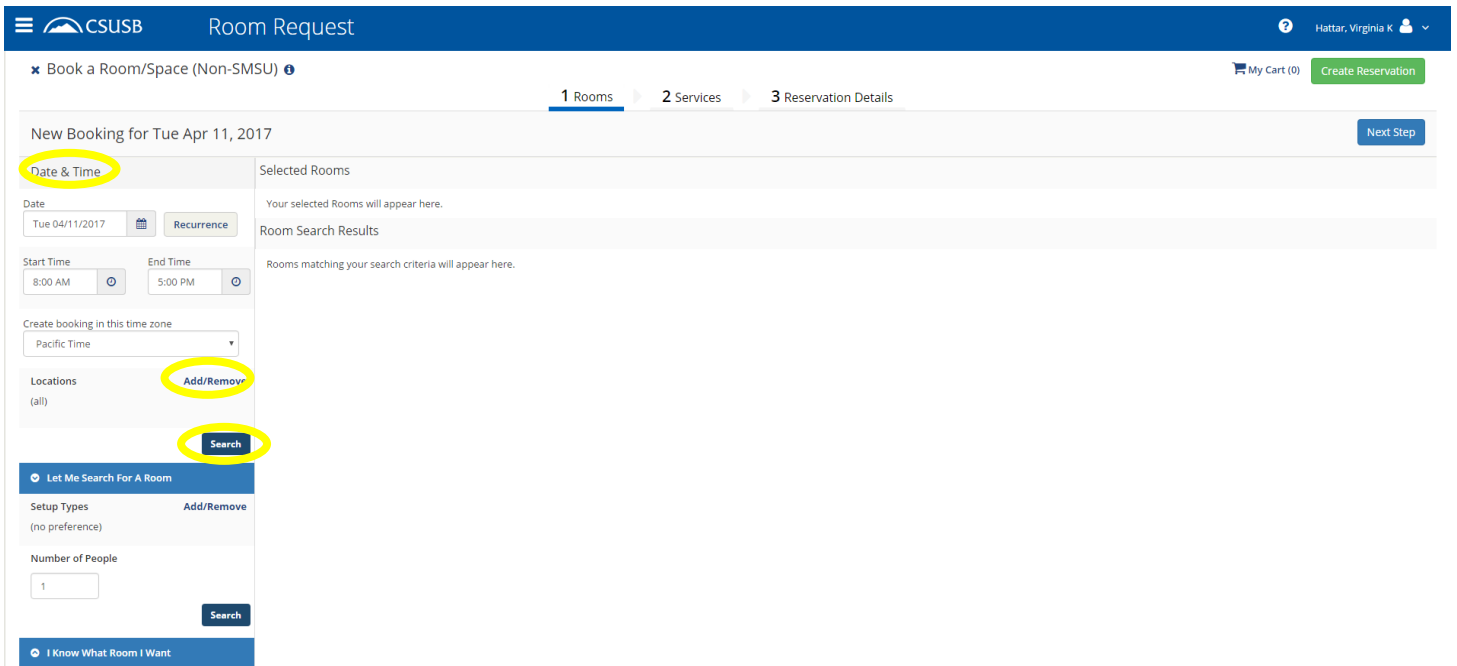 CSUSB Room Request ? Hattar, Virginia K
× Book a Room/Space (Non-SMSU) My Cart (0) Create Reservation
1 Rooms 2 Services 3 Reservation Details
New Booking for Tue Apr 11, 2017 Next Step
Date & Time Selected Rooms
Date Your selected Rooms will appear here.
Tue 04/11/2017 Recurrence Room Search Results
Start Time End Time Rooms matching your search criteria will appear here.
8:00 AM 5:00 PM
Create booking in this time zone
Pacific Time
Locations Add/Remove
(all)
Search
Let Me Search For A Room
Setup Types Add/Remove
(no preference)
Number of People
1
Search
I Know What Room I Want